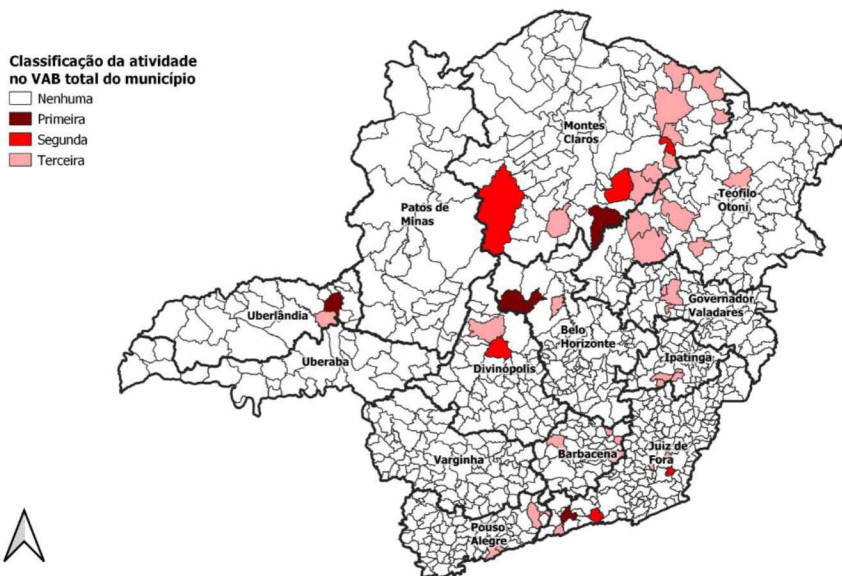 Classificação da atividade
no VAB total do município
Nenhuma
Primeira
Segunda
Terceira
Montes
Claros
Teófilo
Otoni
Patos de
Minas
Governador
Valadares
Uberlândia
Belo
Horizonte
Uberaba
Ipatinga
Divinópolis
Juiz de
Fora
Barbacena
Varginha
Pouso
Alegre